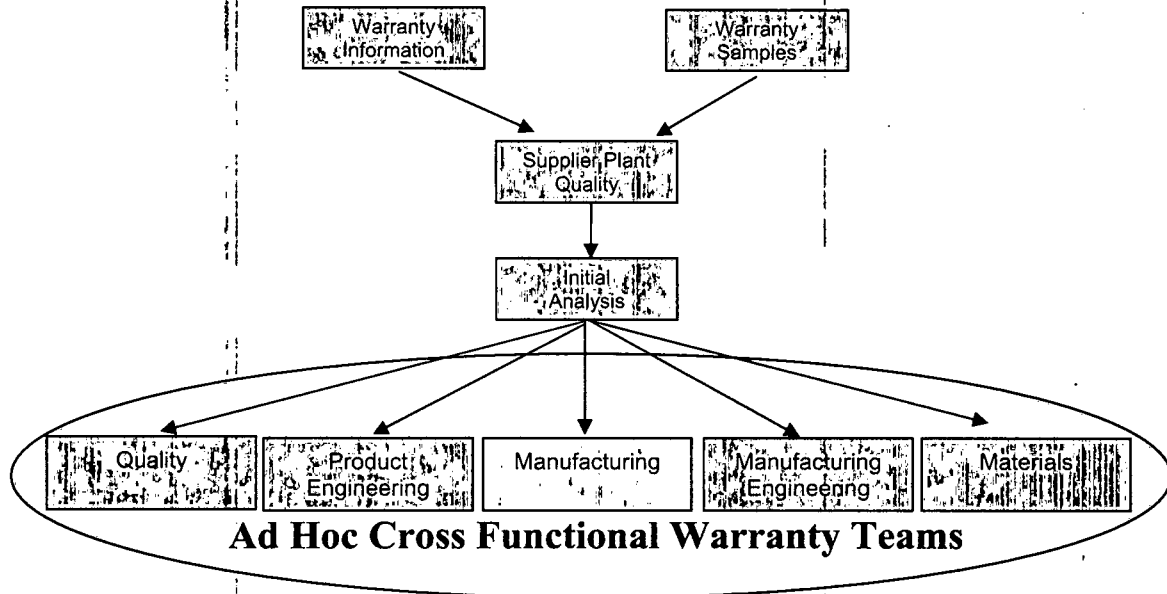 Warranty
Information
Warranty
Samples
Supplier Plant
Quality
Initial
Analysis
Quality
Product
Engineering
Manufacturing
Manufacturing
Engineering
Materials
Ad Hoc Cross Functional Warranty Teams